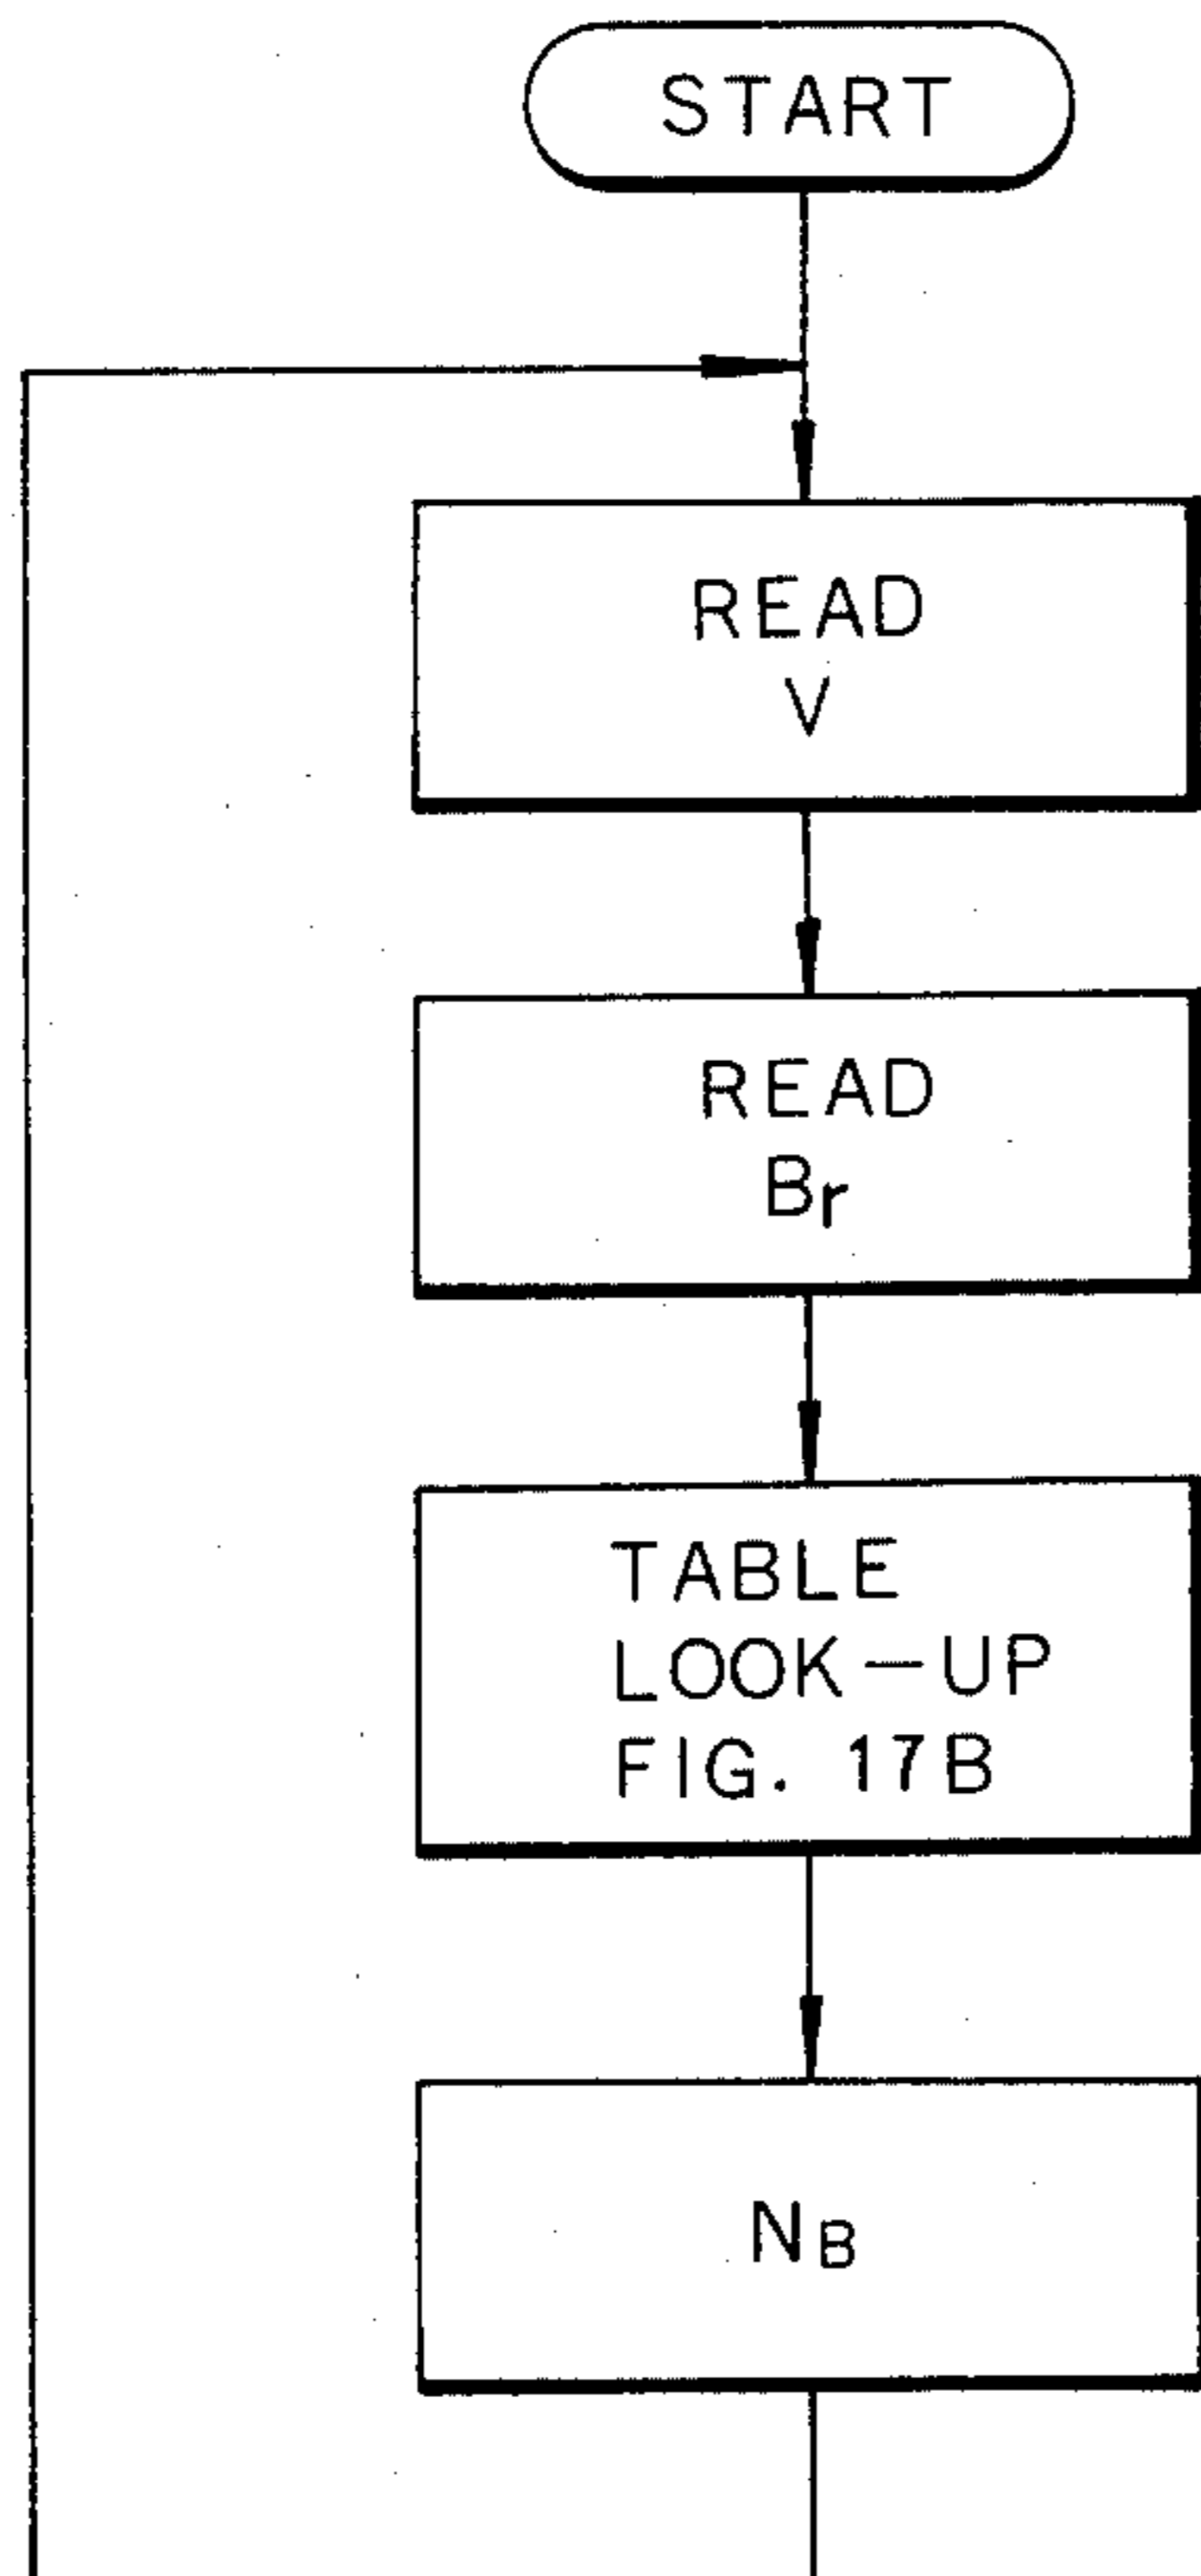 START
READ
V
READ
Br
TABLE
LOOK-UP
FIG. 17B
NB